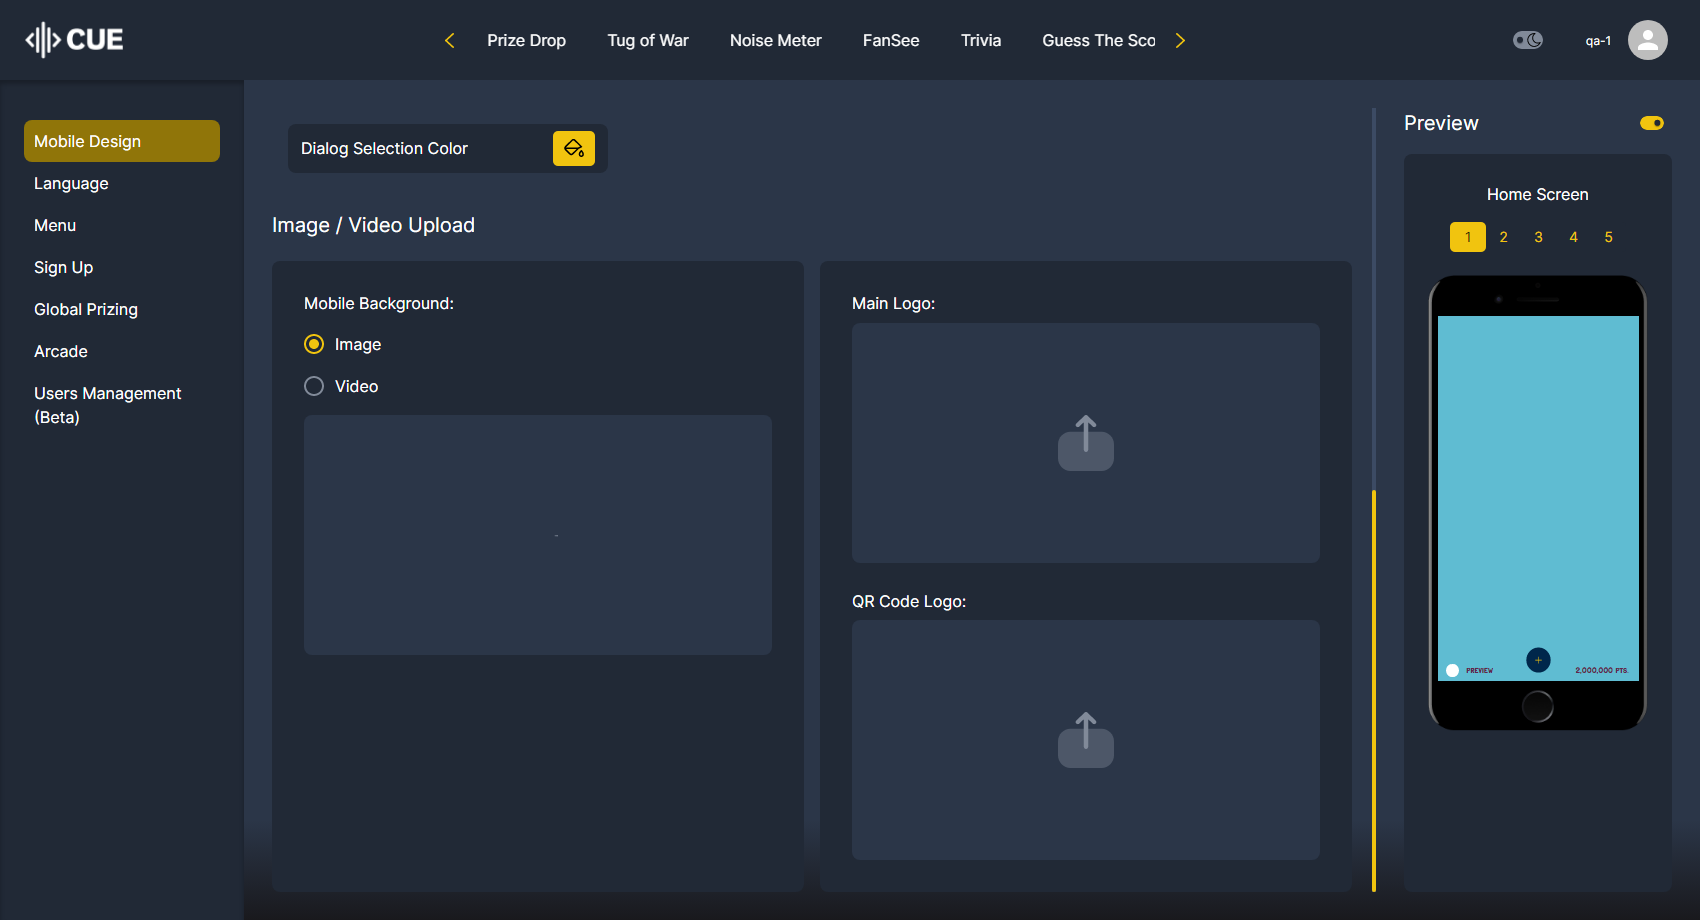 CUE
Prize Drop
Tug of War
Noise Meter
FanSee
Trivia
Guess The Sco
qa-1
Mobile Design
Language
Menu
Sign Up
Global Prizing
Arcade
Users Management
(Beta)
Dialog Selection Color
Image / Video Upload
Mobile Background:
Image
Video
Main Logo:
QR Code Logo:
Preview
Home Screen
1 2 3 4 5
PREVIEW
+
2,000,000 PTS